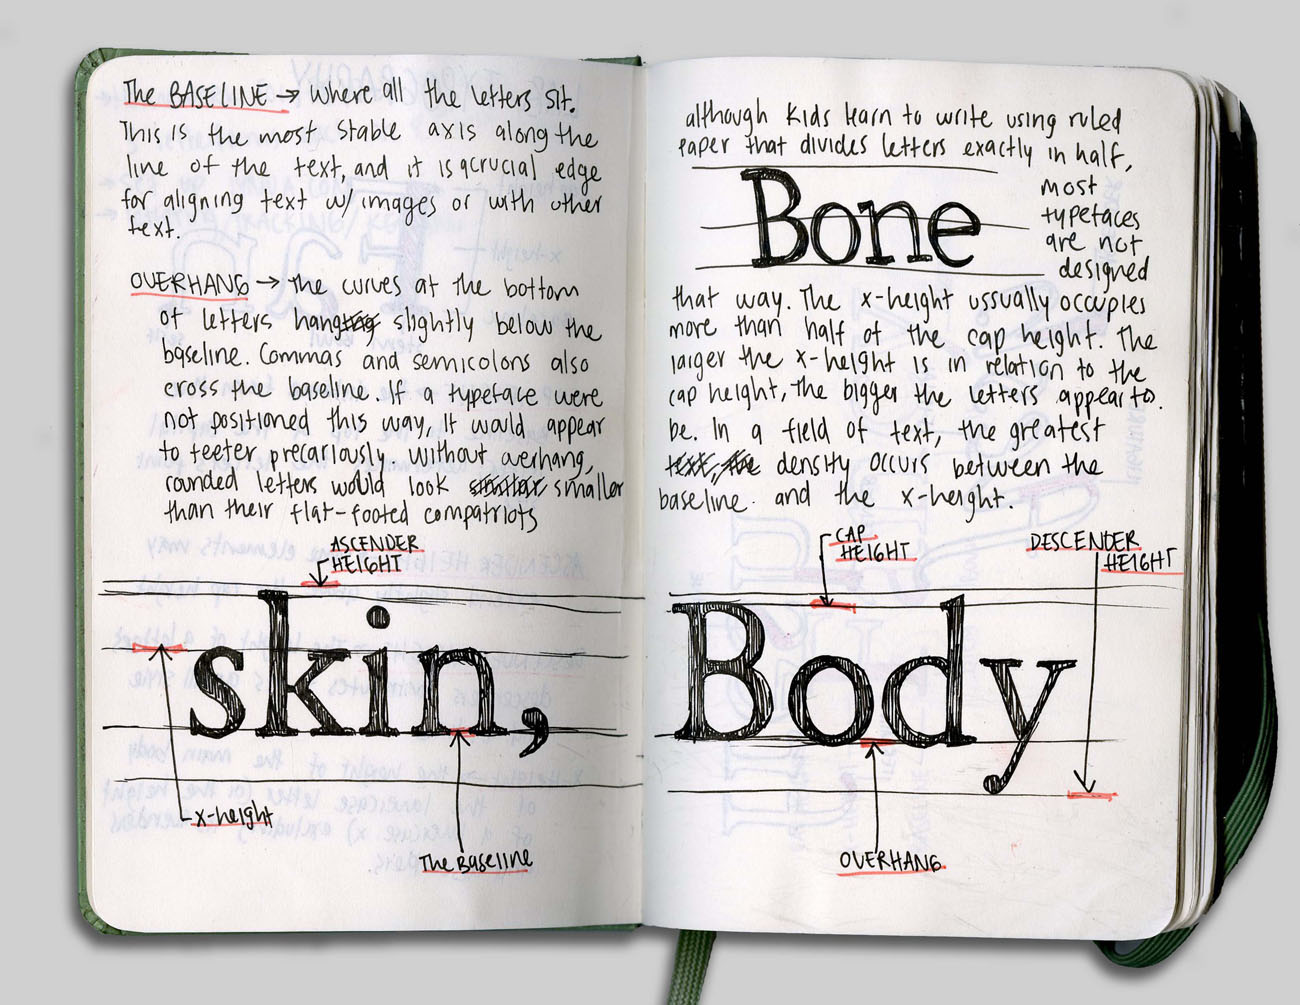 The BASELINE → where all the letters sit.
This is the most stable axis along the
line of the text, and it is a crucial edge
for aligning text w/ images or with other
text.
OVERHANG → the curves at the bottom
of letters hang slightly below the
baseline. Commas and semicolons also
cross the baseline. If a typeface were
not positioned this way, it would appear
to teeter precariously. Without overhang,
rounded letters would look smaller
than their flat-footed compatriots
ASCENDER
HEIGHT
skin,
x-height
The Baseline
although kids learn to write using ruled
paper that divides letters exactly in half,
Bone
most
typefaces
are not
designed
that way. The x-height ussually occupies
more than half of the cap height. The
larger the x-height is in relation to the
cap height, the bigger the letters appear to
be. In a field of text, the greatest
density occurs between the
baseline and the x-height.
CAP
HEIGHT
DESCENDER
HEIGHT
Body
OVERHANG